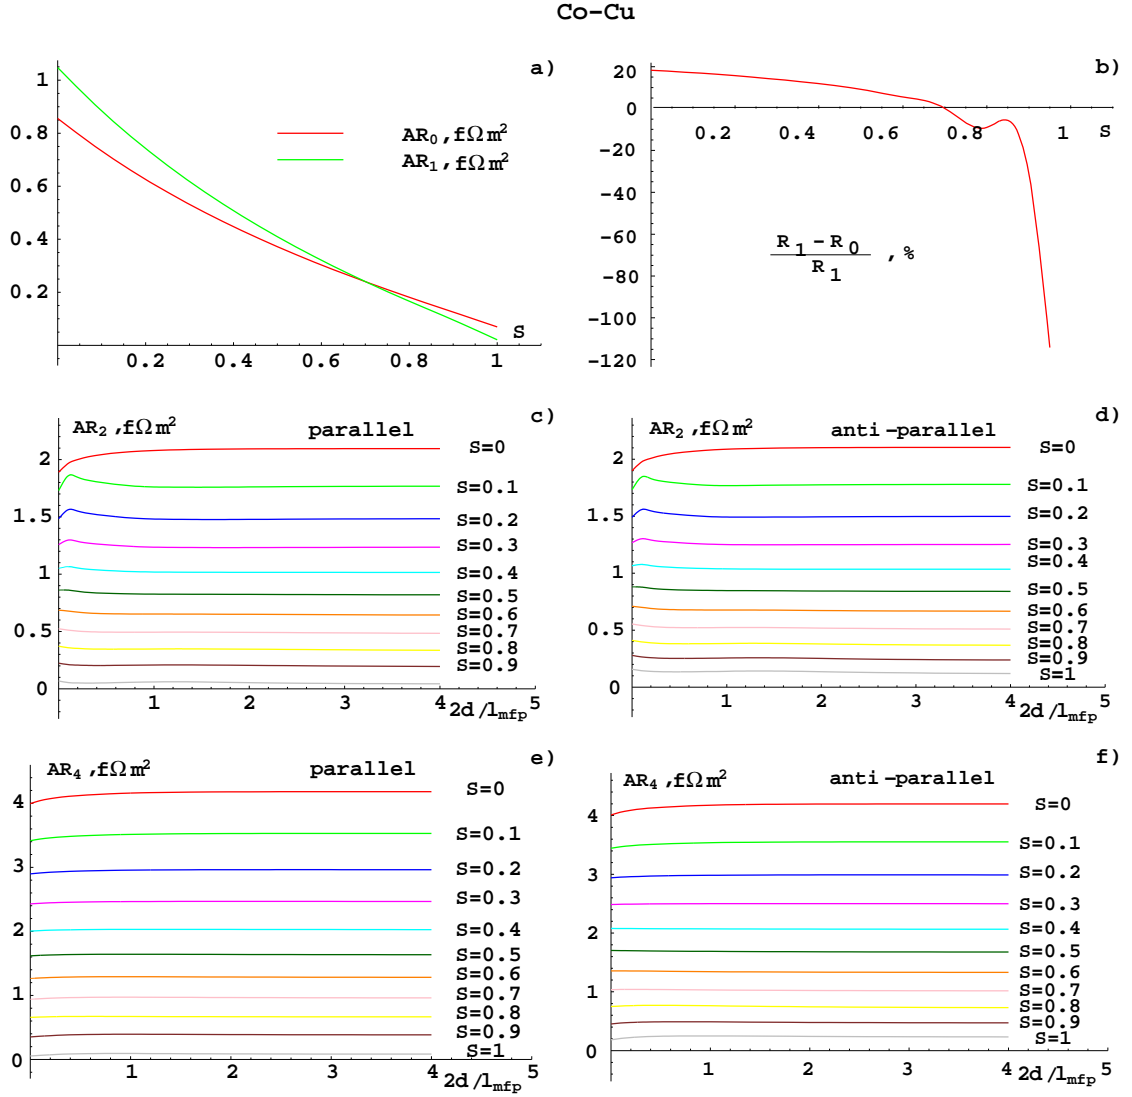 Co-Cu
a)
1
0.8
0.6
0.4
0.2
AR₀, fΩm²
AR₁, fΩm²
0.2 0.4 0.6 0.8 1
S
b)
20
0
-20
-40
-60
-80
-100
-120
0.2 0.4 0.6 0.8 1
S
R₁-R₀
R₁
, %
c)
AR₂, fΩm²
parallel
2
1.5
1
0.5
0
S=0
S=0.1
S=0.2
S=0.3
S=0.4
S=0.5
S=0.6
S=0.7
S=0.8
S=0.9
S=1
1 2 3 4 5
2d/lmfp
d)
AR₂, fΩm²
anti-parallel
2
1.5
1
0.5
0
S=0
S=0.1
S=0.2
S=0.3
S=0.4
S=0.5
S=0.6
S=0.7
S=0.8
S=0.9
S=1
1 2 3 4 5
2d/lmfp
e)
AR₄, fΩm²
parallel
4
3
2
1
0
S=0
S=0.1
S=0.2
S=0.3
S=0.4
S=0.5
S=0.6
S=0.7
S=0.8
S=0.9
S=1
1 2 3 4 5
2d/lmfp
f)
AR₄, fΩm²
anti-parallel
4
3
2
1
0
S=0
S=0.1
S=0.2
S=0.3
S=0.4
S=0.5
S=0.6
S=0.7
S=0.8
S=0.9
S=1
1 2 3 4 5
2d/lmfp